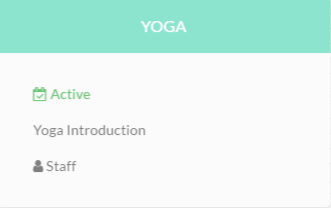 YOGA
Active
Yoga Introduction
Staff